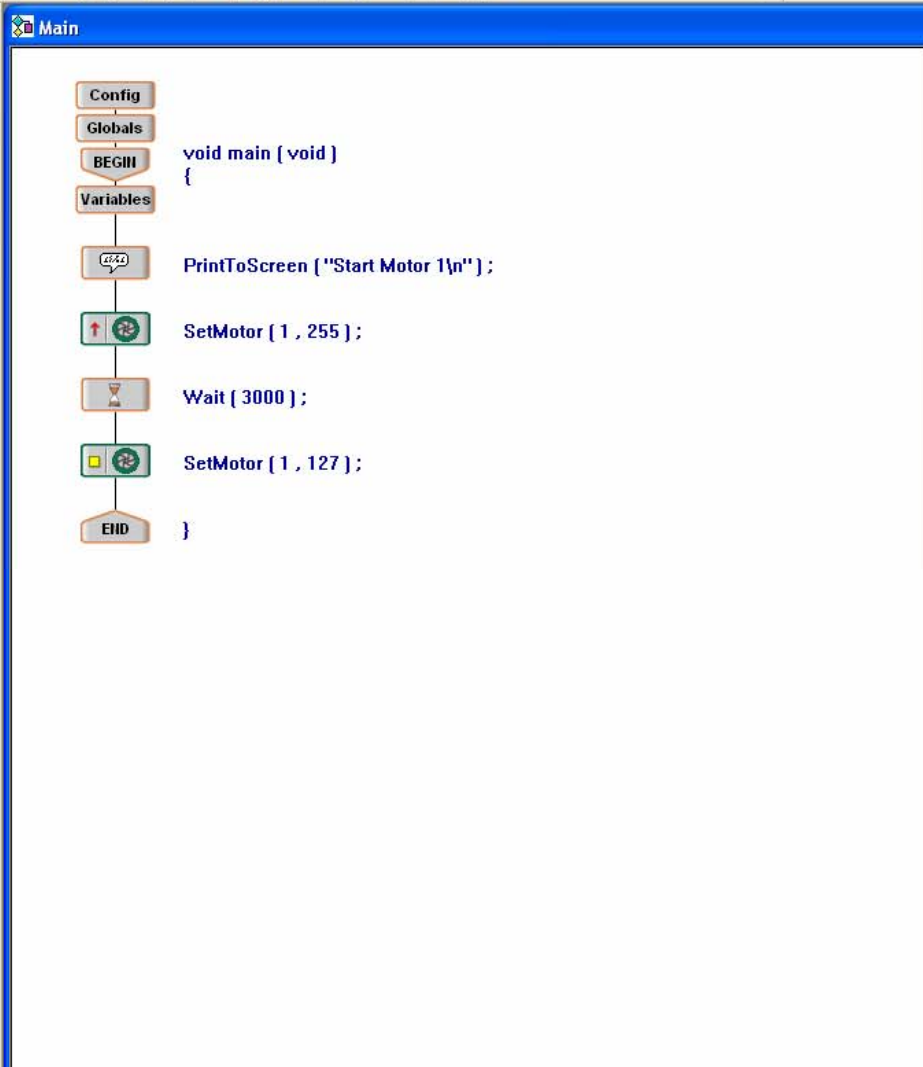 Main
Config
Globals
BEGIN
void main ( void )
{
Variables
PrintToScreen ( "Start Motor 1\n" ) ;
SetMotor ( 1 , 255 ) ;
Wait ( 3000 ) ;
SetMotor ( 1 , 127 ) ;
END }